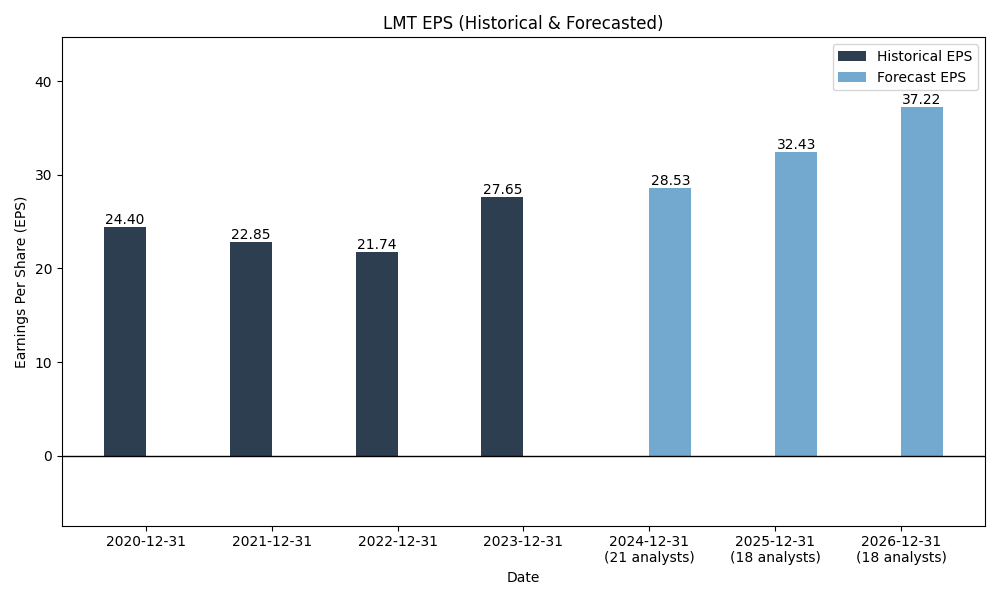 LMT EPS (Historical & Forecasted)
Historical EPS
Forecast EPS
Earnings Per Share (EPS)
40
30
20
10
0
24.40
22.85
21.74
27.65
28.53
32.43
37.22
2020-12-31
2021-12-31
2022-12-31
2023-12-31
2024-12-31
(21 analysts)
2025-12-31
(18 analysts)
2026-12-31
(18 analysts)
Date